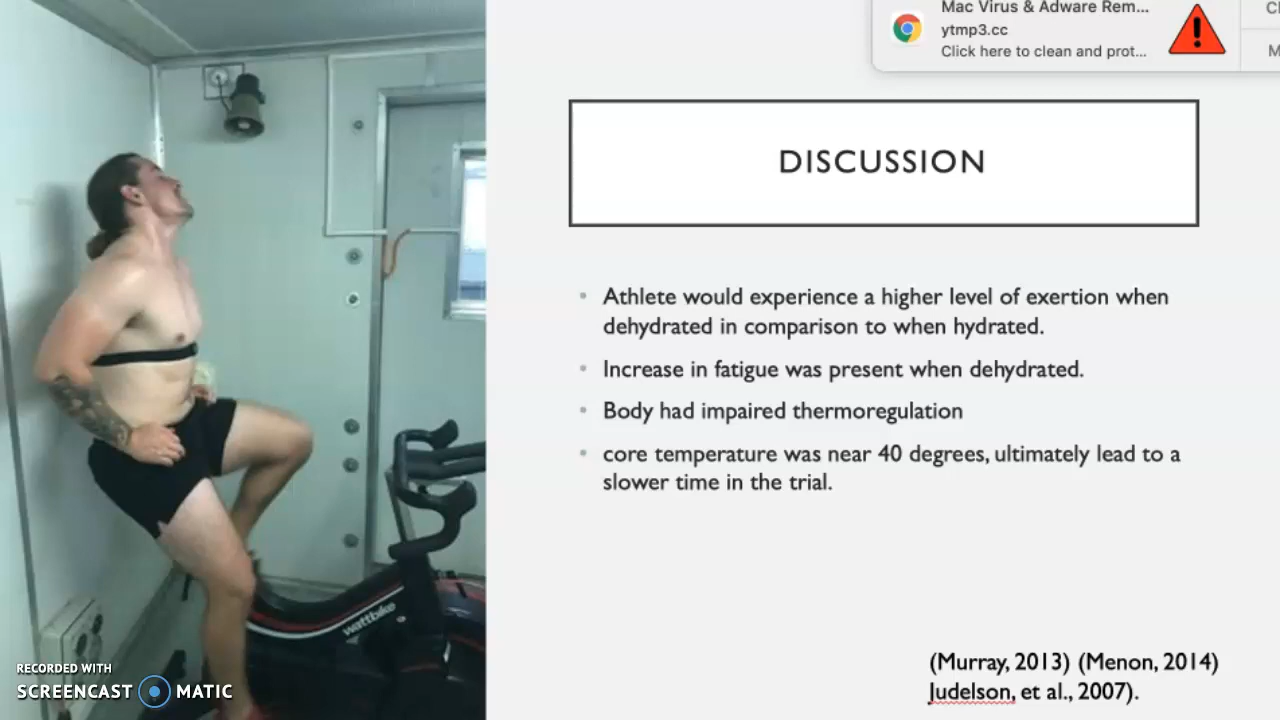 Mac Virus & Adware Rem...
ytmp3.cc
Click here to clean and prot...
DISCUSSION
• Athlete would experience a higher level of exertion when
dehydrated in comparison to when hydrated.
• Increase in fatigue was present when dehydrated.
• Body had impaired thermoregulation
• core temperature was near 40 degrees, ultimately lead to a
slower time in the trial.
wattbike
(Murray, 2013) (Menon, 2014)
Judelson, et al., 2007).
RECORDED WITH
SCREENCAST MATIC